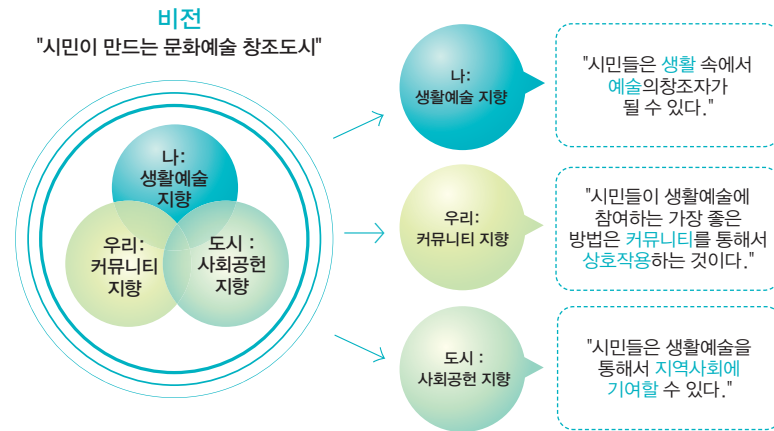 비전
"시민이 만드는 문화예술 창조도시"
나:
생활예술
지향
우리:
커뮤니티
지향
도시 :
사회공헌
지향
나:
생활예술 지향
"시민들은 생활 속에서
예술의창조자가
될 수 있다."
우리:
커뮤니티 지향
"시민들이 생활예술에
참여하는 가장 좋은
방법은 커뮤니티를 통해서
상호작용하는 것이다."
도시 :
사회공헌 지향
"시민들은 생활예술을
통해서 지역사회에
기여할 수 있다."